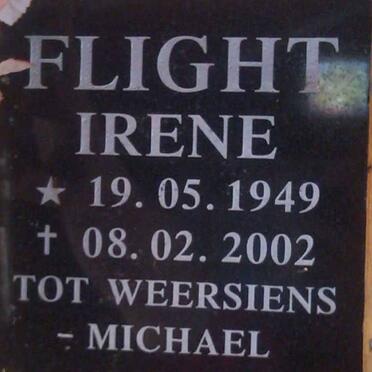 FLIGHT
IRENE
★ 19.05.1949
✝ 08.02.2002
TOT WEERSIENS
- MICHAEL